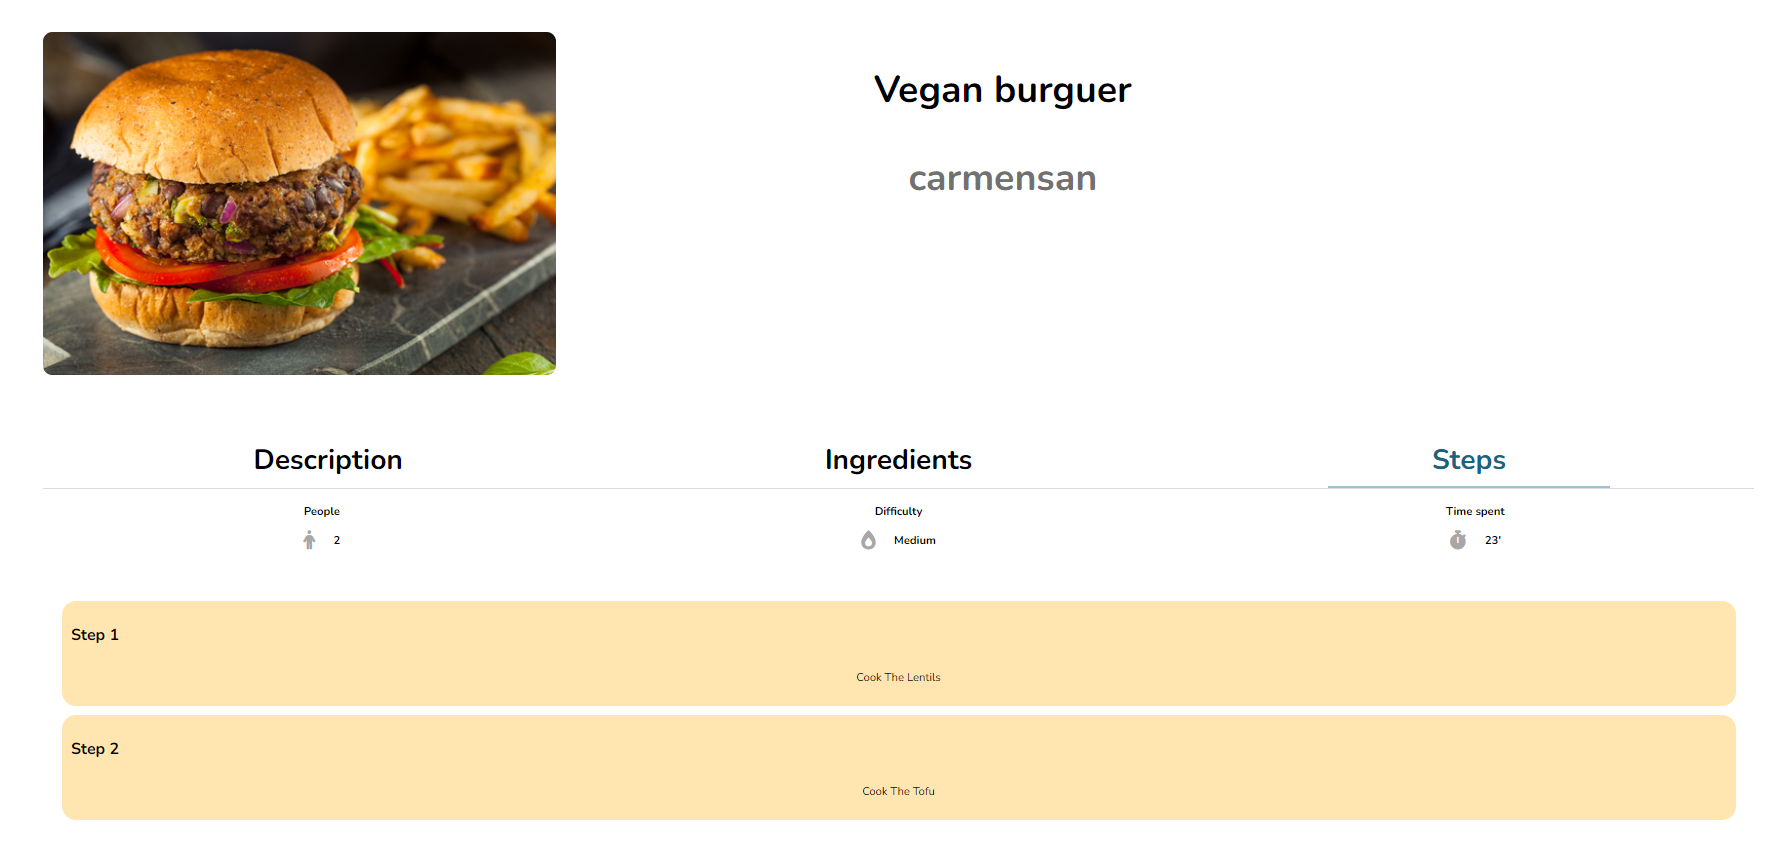 Vegan burguer
carmensan
Description Ingredients Steps
People Difficulty Time spent
2 Medium 23'
Step 1
Cook The Lentils
Step 2
Cook The Tofu